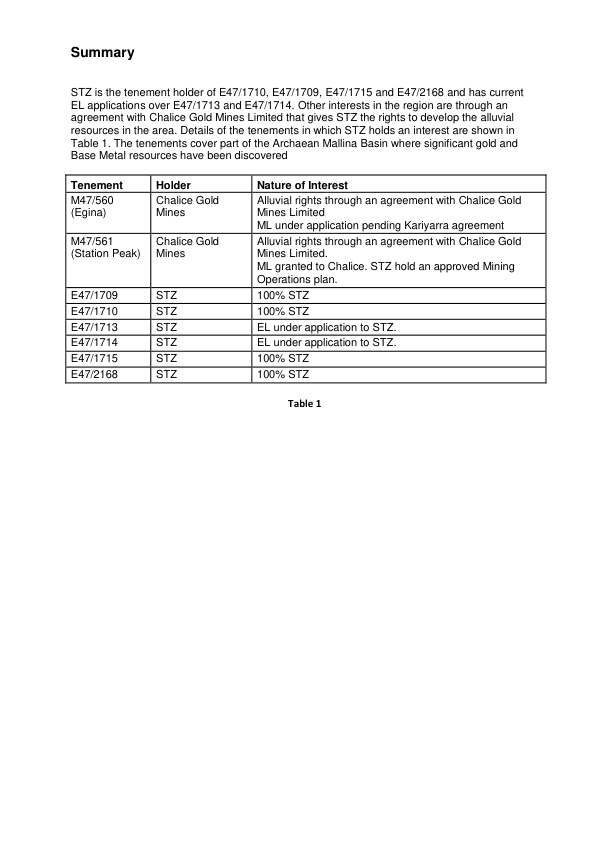 Summary
STZ is the tenement holder of E47/1710, E47/1709, E47/1715 and E47/2168 and has current
EL applications over E47/1713 and E47/1714. Other interests in the region are through an
agreement with Chalice Gold Mines Limited that gives STZ the rights to develop the alluvial
resources in the area. Details of the tenements in which STZ holds an interest are shown in
Table 1. The tenements cover part of the Archaean Mallina Basin where significant gold and
Base Metal resources have been discovered
Tenement Holder Nature of Interest
M47/560 Chalice Gold Alluvial rights through an agreement with Chalice Gold
(Egina) Mines Mines Limited
ML under application pending Kariyarra agreement
M47/561 Chalice Gold Alluvial rights through an agreement with Chalice Gold
(Station Peak) Mines Mines Limited.
ML granted to Chalice. STZ hold an approved Mining
Operations plan.
E47/1709 STZ 100% STZ
E47/1710 STZ 100% STZ
E47/1713 STZ EL under application to STZ.
E47/1714 STZ EL under application to STZ.
E47/1715 STZ 100% STZ
E47/2168 STZ 100% STZ
Table 1